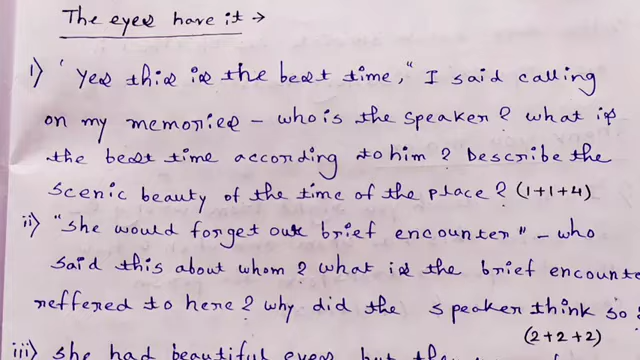 The eyes have it →
i) "Yes this is the best time," I said calling
on my memories - who is the speaker? what is
the best time according to him? Describe the
scenic beauty of the time of the place? (1+1+4)
ii) "She would forget our brief encounter" - who
said this about whom? what is the brief encounte
reffered to here? why did the speaker think so
(2+2+2)
iii) She had beautiful eyes but